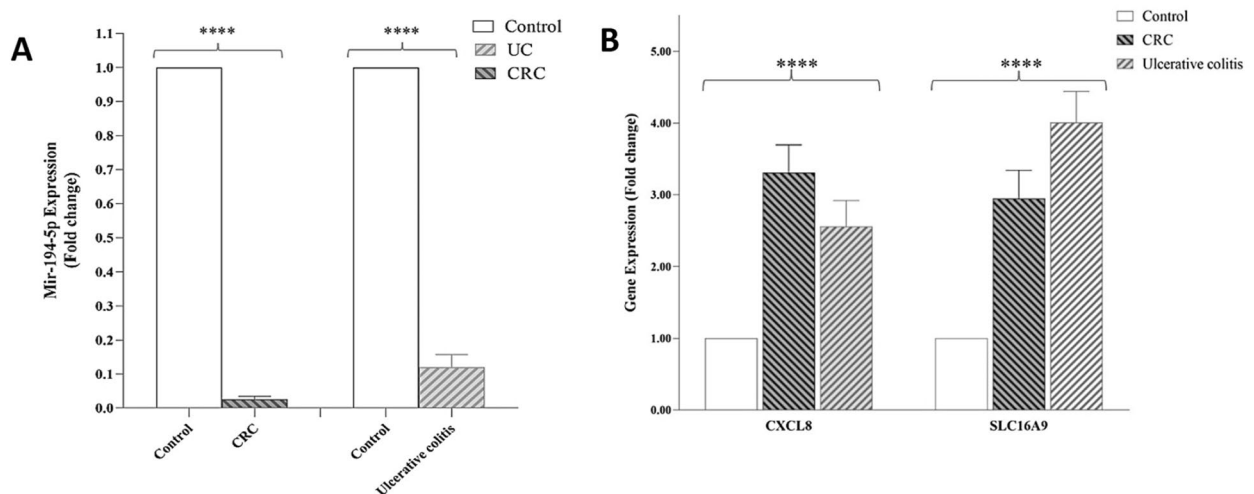 A
Mir-194-5p Expression
(Fold change)
1.1
1.0
0.9
0.8
0.7
0.6
0.5
0.4
0.3
0.2
0.1
0.0
****
****
Control
UC
CRC
Control
CRC
Control
Ulcerative colitis
B
Gene Expression (Fold change)
5.00
4.00
3.00
2.00
1.00
0.00
****
****
Control
CRC
Ulcerative colitis
CXCL8
SLC16A9